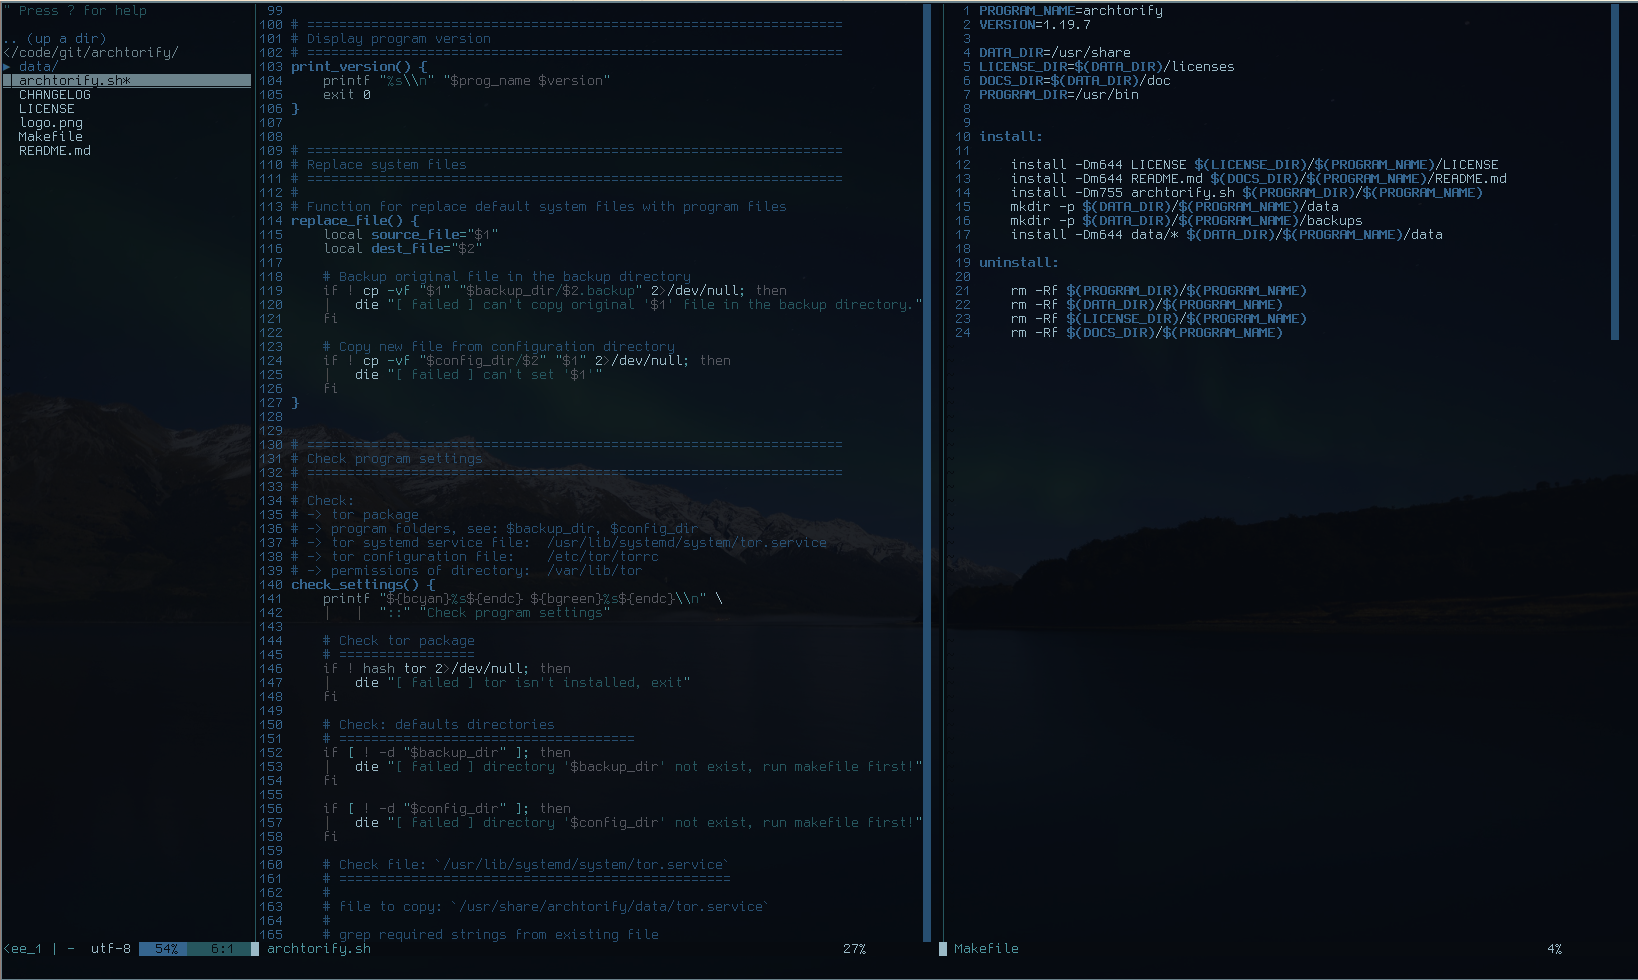 " Press ? for help
.. (up a dir)
</code/git/archtorify/
▸ data/
archtorify.sh*
CHANGELOG
LICENSE
logo.png
Makefile
README.md
99
100 # ===================================================================
101 # Display program version
102 # ===================================================================
103 print_version() {
104     printf "%s\\n" "$prog_name $version"
105     exit 0
106 }
107
108
109 # ===================================================================
110 # Replace system files
111 # ===================================================================
112 #
113 # Function for replace default system files with program files
114 replace_file() {
115     local source_file="$1"
116     local dest_file="$2"
117
118     # Backup original file in the backup directory
119     if ! cp -vf "$1" "$backup_dir/$2.backup" 2>/dev/null; then
120     |   die "[ failed ] can't copy original '$1' file in the backup directory."
121     fi
122
123     # Copy new file from configuration directory
124     if ! cp -vf "$config_dir/$2" "$1" 2>/dev/null; then
125     |   die "[ failed ] can't set '$1'"
126     fi
127 }
128
129
130 # ===================================================================
131 # Check program settings
132 # ===================================================================
133 #
134 # Check:
135 # -> tor package
136 # -> program folders, see: $backup_dir, $config_dir
137 # -> tor systemd service file:  /usr/lib/systemd/system/tor.service
138 # -> tor configuration file:    /etc/tor/torrc
139 # -> permissions of directory:  /var/lib/tor
140 check_settings() {
141     printf "${bcyan}%s${endc} ${bgreen}%s${endc}\\n" \
142     |   |  "::" "Check program settings"
143
144     # Check tor package
145     # =================
146     if ! hash tor 2>/dev/null; then
147     |   die "[ failed ] tor isn't installed, exit"
148     fi
149
150     # Check: defaults directories
151     # =====================================
152     if [ ! -d "$backup_dir" ]; then
153     |   die "[ failed ] directory '$backup_dir' not exist, run makefile first!"
154     fi
155
156     if [ ! -d "$config_dir" ]; then
157     |   die "[ failed ] directory '$config_dir' not exist, run makefile first!"
158     fi
159
160     # Check file: `/usr/lib/systemd/system/tor.service`
161     # =================================================
162     #
163     # file to copy: `/usr/share/archtorify/data/tor.service`
164     #
165     # grep required strings from existing file
1 PROGRAM_NAME=archtorify
2 VERSION=1.19.7
3
4 DATA_DIR=/usr/share
5 LICENSE_DIR=$(DATA_DIR)/licenses
6 DOCS_DIR=$(DATA_DIR)/doc
7 PROGRAM_DIR=/usr/bin
8
9
10 install:
11
12     install -Dm644 LICENSE $(LICENSE_DIR)/$(PROGRAM_NAME)/LICENSE
13     install -Dm644 README.md $(DOCS_DIR)/$(PROGRAM_NAME)/README.md
14     install -Dm755 archtorify.sh $(PROGRAM_DIR)/$(PROGRAM_NAME)
15     mkdir -p $(DATA_DIR)/$(PROGRAM_NAME)/data
16     mkdir -p $(DATA_DIR)/$(PROGRAM_NAME)/backups
17     install -Dm644 data/* $(DATA_DIR)/$(PROGRAM_NAME)/data
18
19 uninstall:
20
21     rm -Rf $(PROGRAM_DIR)/$(PROGRAM_NAME)
22     rm -Rf $(DATA_DIR)/$(PROGRAM_NAME)
23     rm -Rf $(LICENSE_DIR)/$(PROGRAM_NAME)
24     rm -Rf $(DOCS_DIR)/$(PROGRAM_NAME)
<ee_1 | -  utf-8  54%  6:1  archtorify.sh  27%  Makefile  4%